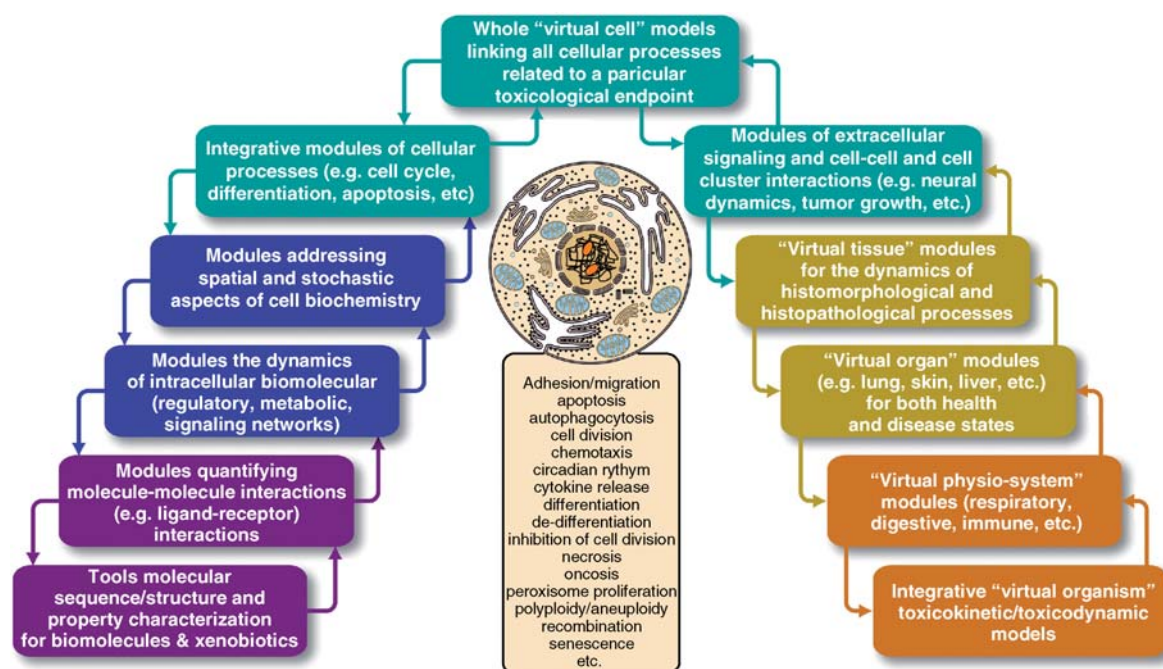 Whole “virtual cell” models
linking all cellular processes
related to a paricular
toxicological endpoint
Integrative modules of cellular
processes (e.g. cell cycle,
differentiation, apoptosis, etc)
Modules addressing
spatial and stochastic
aspects of cell biochemistry
Modules the dynamics
of intracellular biomolecular
(regulatory, metabolic,
signaling networks)
Modules quantifying
molecule-molecule interactions
(e.g. ligand-receptor)
interactions
Tools molecular
sequence/structure and
property characterization
for biomolecules & xenobiotics
Adhesion/migration
apoptosis
autophagocytosis
cell division
chemotaxis
circadian rythym
cytokine release
differentiation
de-differentiation
inhibition of cell division
necrosis
oncosis
peroxisome proliferation
polyploidy/aneuploidy
recombination
senescence
etc.
Modules of extracellular
signaling and cell-cell and cell
cluster interactions (e.g. neural
dynamics, tumor growth, etc.)
“Virtual tissue” modules
for the dynamics of
histomorphological and
histopathological processes
“Virtual organ” modules
(e.g. lung, skin, liver, etc.)
for both health
and disease states
“Virtual physio-system”
modules (respiratory,
digestive, immune, etc.)
Integrative “virtual organism”
toxicokinetic/toxicodynamic
models